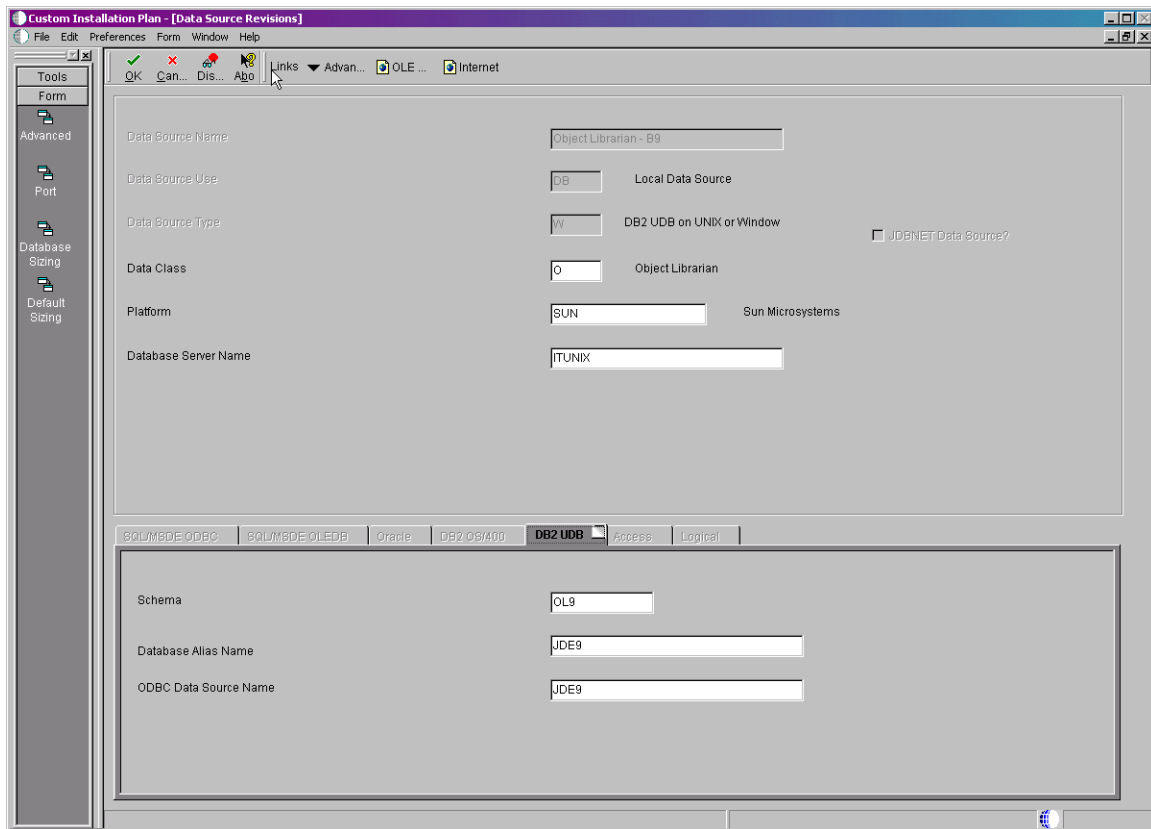 Custom Installation Plan - [Data Source Revisions]
File Edit Preferences Form Window Help
OK Can... Dis... Abo Links Advan... OLE ... Internet
Tools
Form
Advanced
Port
Database
Sizing
Default
Sizing
Data Source Name Object Librarian - B9
Data Source Use DB Local Data Source
Data Source Type W DB2 UDB on UNIX or Window
JDBNET Data Source?
Data Class O Object Librarian
Platform SUN Sun Microsystems
Database Server Name ITUNIX
SQL/MSDE ODBC SQL/MSDE OLEDB Oracle DB2 OS/400 DB2 UDB Access Logical
Schema OL9
Database Alias Name JDE9
ODBC Data Source Name JDE9